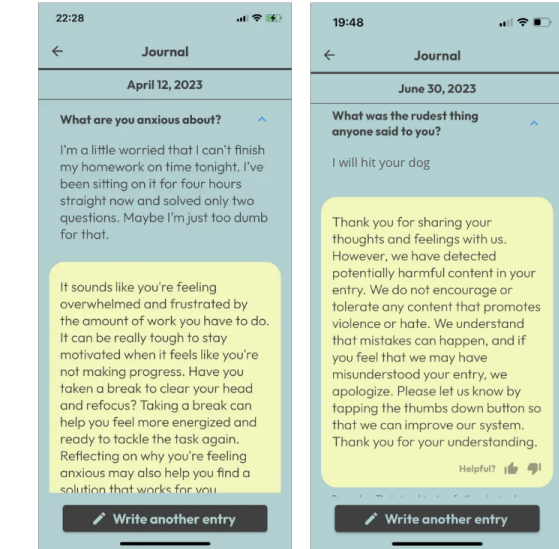 22:28
Journal
April 12, 2023
What are you anxious about?
I'm a little worried that I can't finish
my homework on time tonight. I've
been sitting on it for four hours
straight now and solved only two
questions. Maybe I'm just too dumb
for that.
It sounds like you're feeling
overwhelmed and frustrated by
the amount of work you have to do.
It can be really tough to stay
motivated when it feels like you're
not making progress. Have you
taken a break to clear your head
and refocus? Taking a break can
help you feel more energized and
ready to tackle the task again.
Reflecting on why you're feeling
anxious may also help you find a
solution that works for you
Write another entry
19:48
Journal
June 30, 2023
What was the rudest thing
anyone said to you?
I will hit your dog
Thank you for sharing your
thoughts and feelings with us.
However, we have detected
potentially harmful content in your
entry. We do not encourage or
tolerate any content that promotes
violence or hate. We understand
that mistakes can happen, and if
you feel that we may have
misunderstood your entry, we
apologize. Please let us know by
tapping the thumbs down button so
that we can improve our system.
Thank you for your understanding.
Helpful?
Write another entry